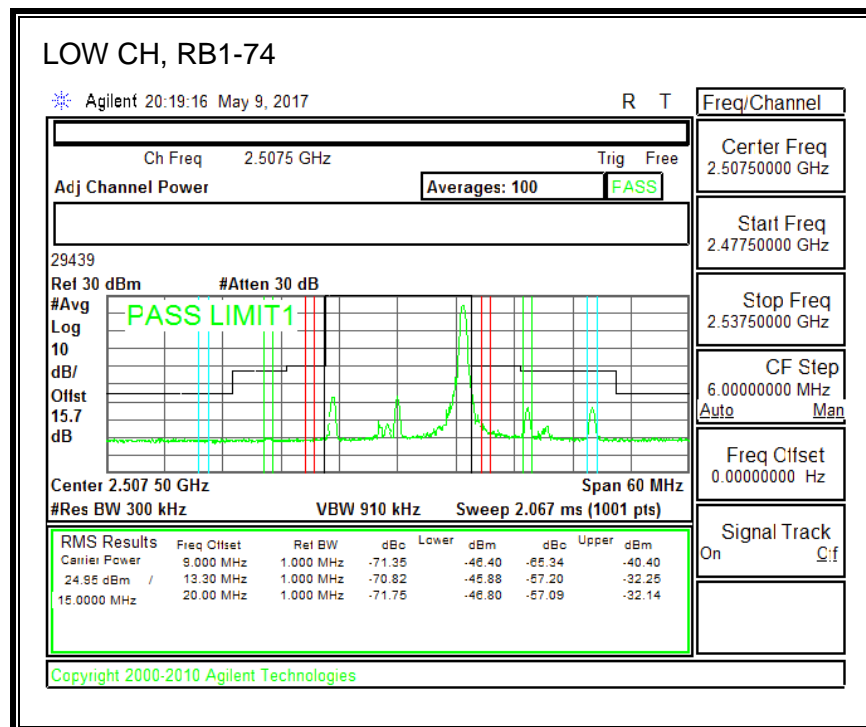 LOW CH, RB1-74
Agilent 20:19:16 May 9, 2017 R T
Freq/Channel
Ch Freq 2.5075 GHz Trig Free
Adj Channel Power Averages: 100 PASS
Center Freq
2.50750000 GHz
Start Freq
2.47750000 GHz
Stop Freq
2.53750000 GHz
CF Step
6.00000000 MHz
Auto Man
Freq Offset
0.00000000 Hz
Signal Track
On Off
29439
Ref 30 dBm #Atten 30 dB
#Avg
Log
10
dB/
Offst
15.7
dB
PASS LIMIT1
Center 2.507 50 GHz Span 60 MHz
#Res BW 300 kHz VBW 910 kHz Sweep 2.067 ms (1001 pts)
RMS Results Freq Offset Ref BW dBc Lower dBm dBc Upper dBm
Carrier Power 9.000 MHz 1.000 MHz -71.35 -46.40 -65.34 -40.40
24.95 dBm / 13.30 MHz 1.000 MHz -70.82 -45.88 -57.20 -32.25
15.0000 MHz 20.00 MHz 1.000 MHz -71.75 -46.80 -57.09 -32.14
Copyright 2000-2010 Agilent Technologies